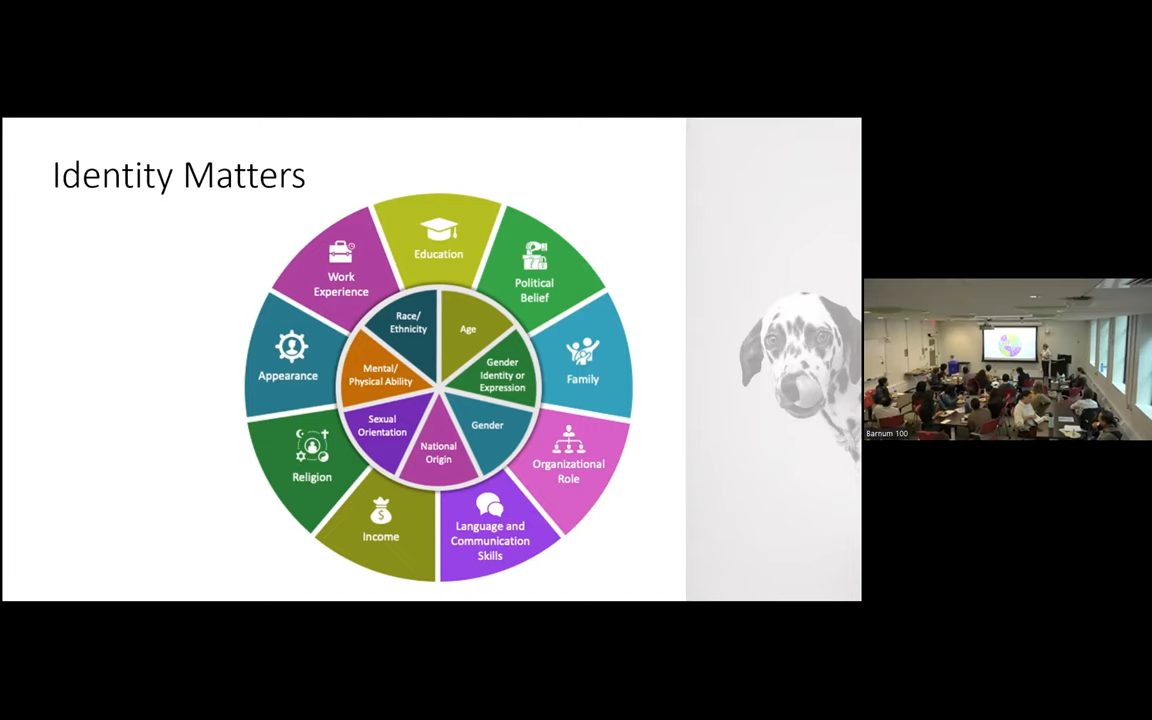 Identity Matters
Education
Political
Belief
Family
Organizational
Role
Language and
Communication
Skills
Income
Religion
Appearance
Work
Experience
Race/
Ethnicity
Age
Gender
Identity or
Expression
Gender
National
Origin
Sexual
Orientation
Mental/
Physical Ability
Barnum 100